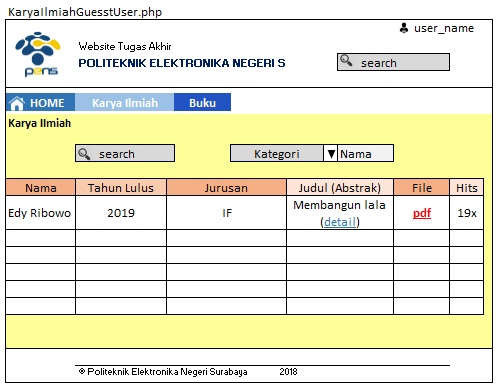 KaryaIlmiahGuesstUser.php
user_name
Website Tugas Akhir
POLITEKNIK ELEKTRONIKA NEGERI S
search
pens
HOME Karya Ilmiah Buku
Karya Ilmiah
search Kategori Nama
Nama Tahun Lulus Jurusan Judul (Abstrak) File Hits
Edy Ribowo 2019 IF Membangun lala (detail) pdf 19x
® Politeknik Elektronika Negeri Surabaya 2018